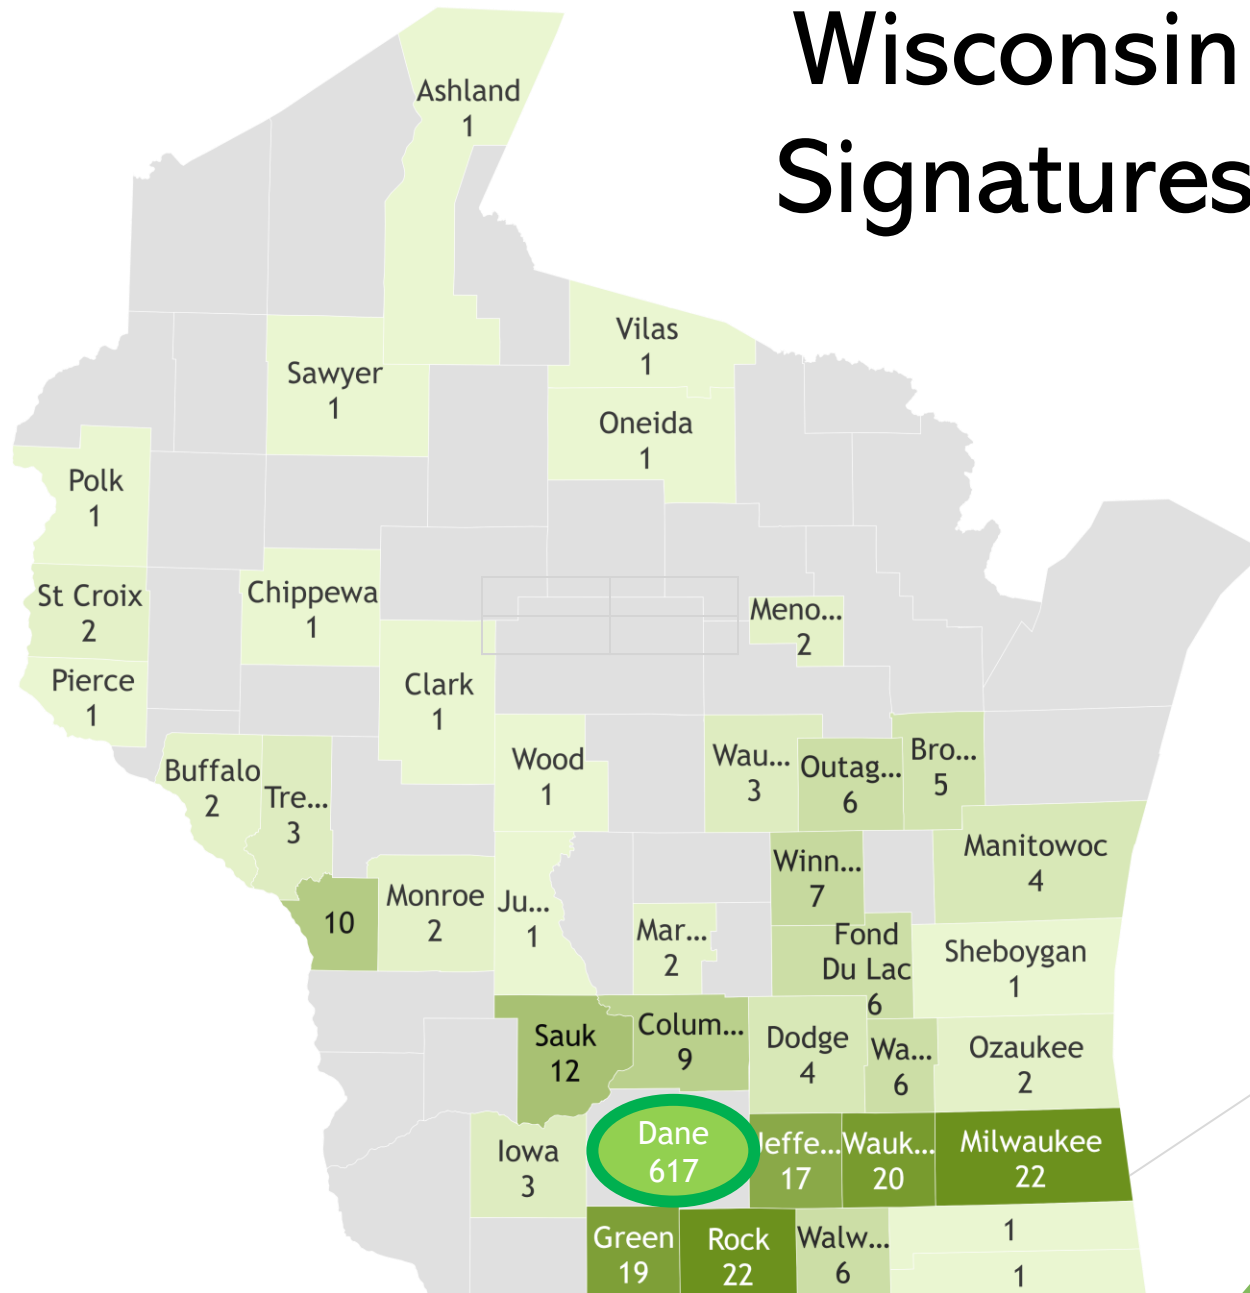 Wisconsin
Signatures
Ashland
1
Vilas
1
Sawyer
1
Oneida
1
Polk
1
St Croix
2
Chippewa
1
Meno...
2
Pierce
1
Clark
1
Wood
1
Wau...
3
Outag...
6
Bro...
5
Buffalo
2
Tre...
3
Manitowoc
4
Winn...
7
10
Monroe
2
Ju...
1
Mar...
2
Fond
Du Lac
6
Sheboygan
1
Sauk
12
Colum...
9
Dodge
4
Wa...
6
Ozaukee
2
Iowa
3
Dane
617
Jeffe...
17
Wauk...
20
Milwaukee
22
Green
19
Rock
22
Walw...
6
1
1